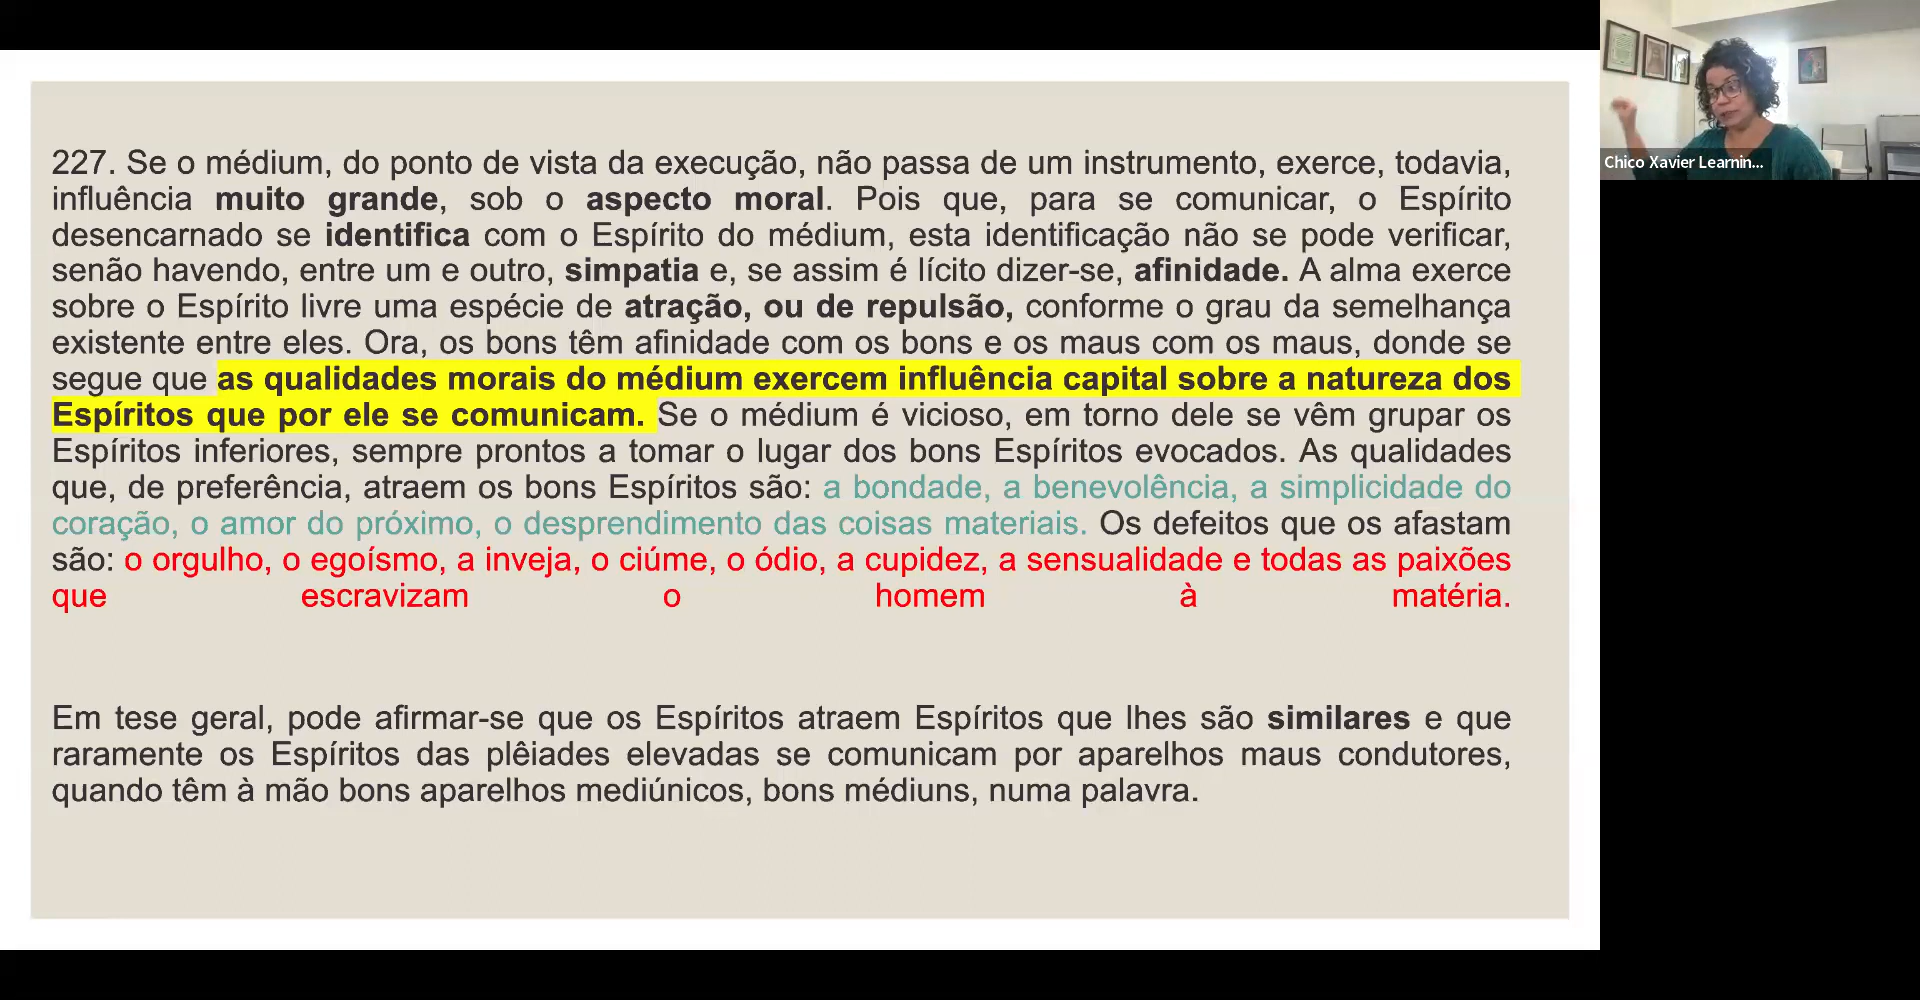 227. Se o médium, do ponto de vista da execução, não passa de um instrumento, exerce, todavia,
influência muito grande, sob o aspecto moral. Pois que, para se comunicar, o Espírito
desencarnado se identifica com o Espírito do médium, esta identificação não se pode verificar,
senão havendo, entre um e outro, simpatia e, se assim é lícito dizer-se, afinidade. A alma exerce
sobre o Espírito livre uma espécie de atração, ou de repulsão, conforme o grau da semelhança
existente entre eles. Ora, os bons têm afinidade com os bons e os maus com os maus, donde se
segue que as qualidades morais do médium exercem influência capital sobre a natureza dos
Espíritos que por ele se comunicam. Se o médium é vicioso, em torno dele se vêm grupar os
Espíritos inferiores, sempre prontos a tomar o lugar dos bons Espíritos evocados. As qualidades
que, de preferência, atraem os bons Espíritos são: a bondade, a benevolência, a simplicidade do
coração, o amor do próximo, o desprendimento das coisas materiais. Os defeitos que os afastam
são: o orgulho, o egoísmo, a inveja, o ciúme, o ódio, a cupidez, a sensualidade e todas as paixões
que escravizam o homem à matéria.
Em tese geral, pode afirmar-se que os Espíritos atraem Espíritos que lhes são similares e que
raramente os Espíritos das plêiades elevadas se comunicam por aparelhos maus condutores,
quando têm à mão bons aparelhos mediúnicos, bons médiuns, numa palavra.
Chico Xavier Learnin...